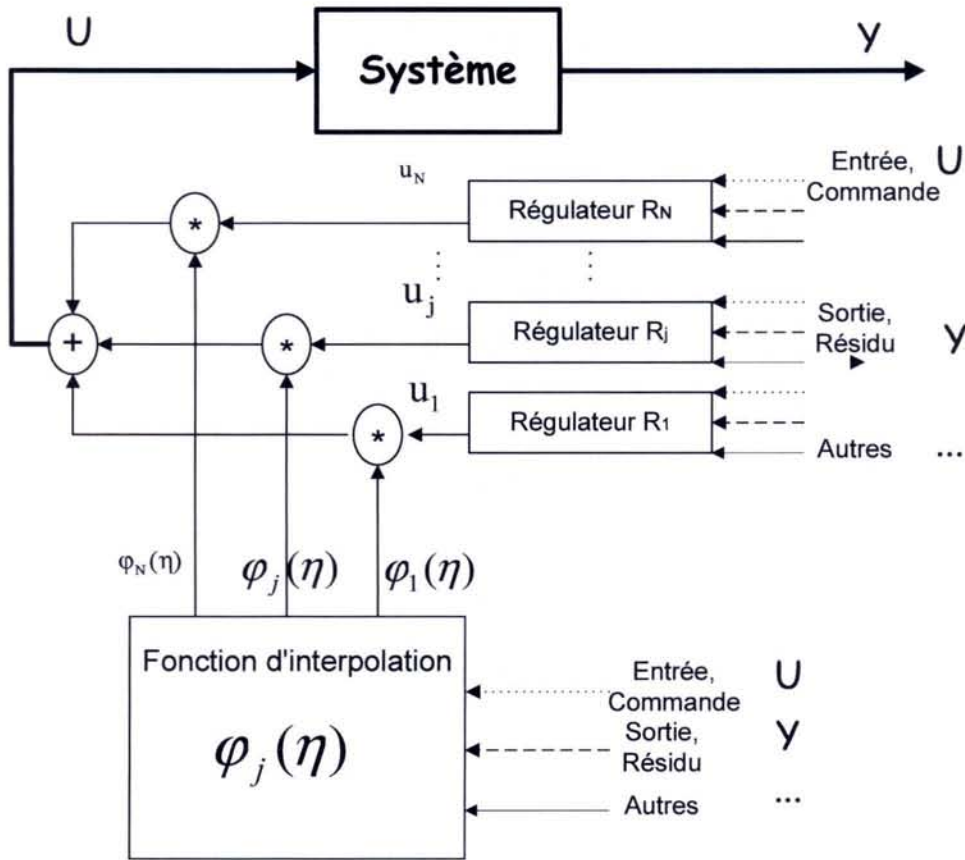 U
Système
y
u_N
Régulateur R_N
Entrée,
Commande
U
*
u_j
Régulateur R_j
Sortie,
Résidu
y
+
*
u_1
Régulateur R_1
Autres
...
*
φ_N(η)
φ_j(η)
φ_1(η)
Fonction d'interpolation
φ_j(η)
Entrée,
Commande
U
Sortie,
Résidu
y
Autres
...